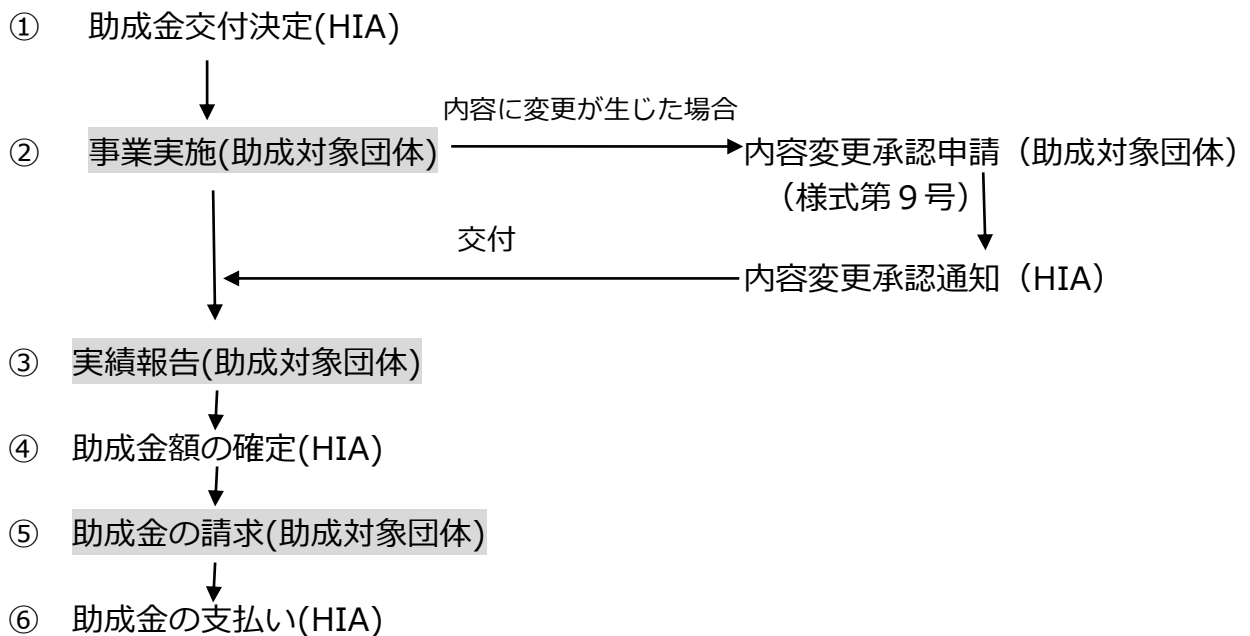 ① 助成金交付決定(HIA)
内容に変更が生じた場合
② 事業実施(助成対象団体) 内容変更承認申請（助成対象団体）
（様式第９号）
交付
内容変更承認通知（HIA）
③ 実績報告(助成対象団体)
④ 助成金額の確定(HIA)
⑤ 助成金の請求(助成対象団体)
⑥ 助成金の支払い(HIA)